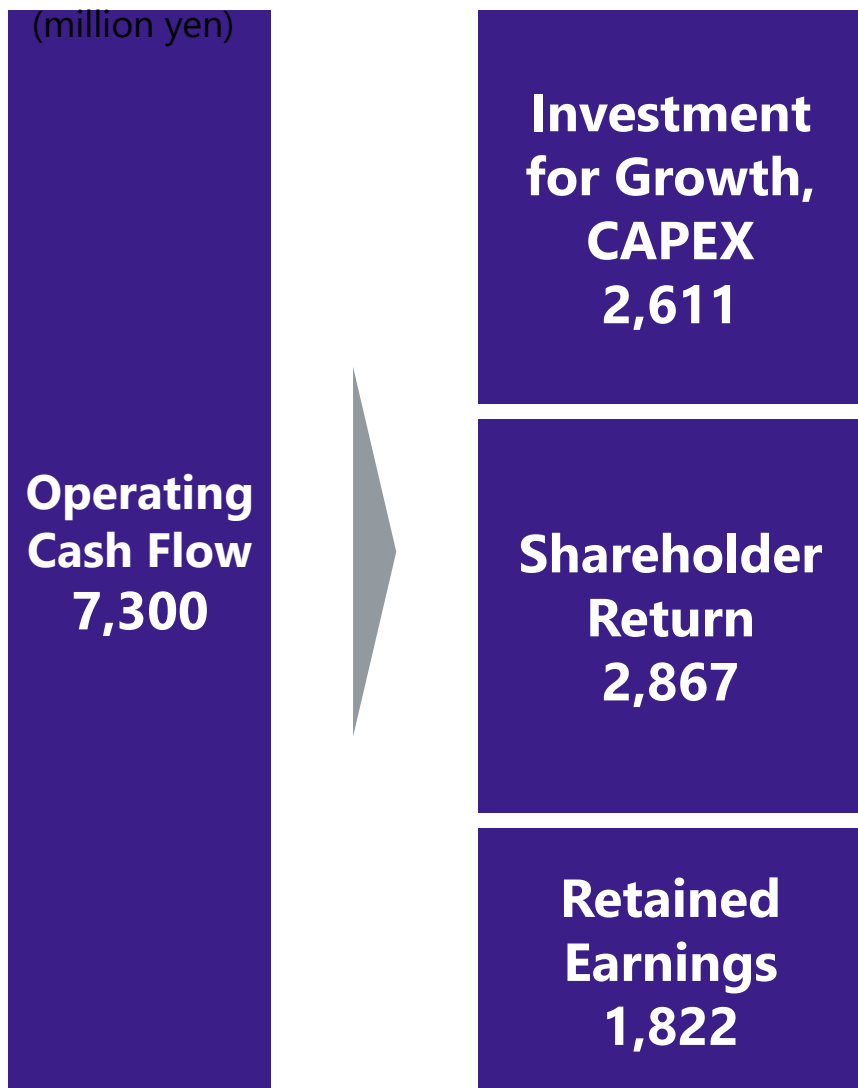 (million yen)
Operating
Cash Flow
7,300
Investment
for Growth,
CAPEX
2,611
Shareholder
Return
2,867
Retained
Earnings
1,822